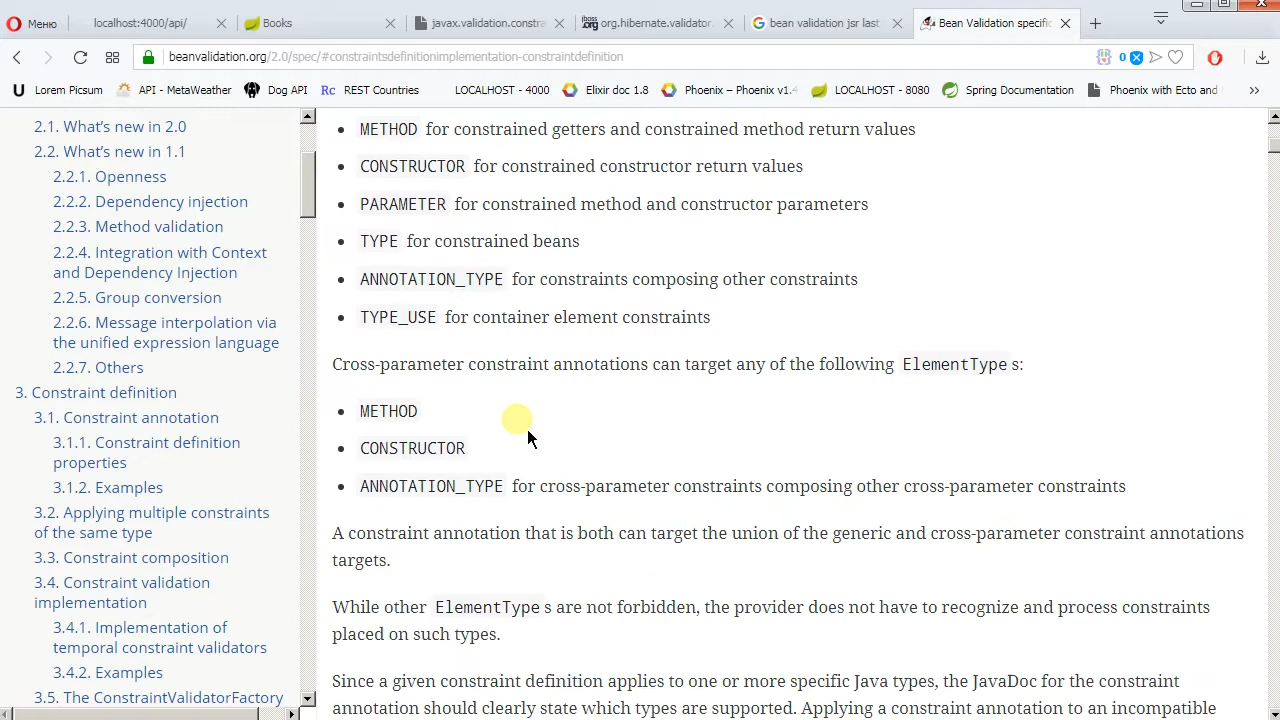 Меню
localhost:4000/api/
Books
javax.validation.constra
JBoss.org
org.hibernate.validator.
bean validation jsr last
Bean Validation specific
beanvalidation.org/2.0/spec/#constraintsdefinitionimplementation-constraintdefinition
0
U Lorem Picsum
API - MetaWeather
Dog API
Rc REST Countries
LOCALHOST - 4000
Elixir doc 1.8
Phoenix – Phoenix v1.4
LOCALHOST - 8080
Spring Documentation
Phoenix with Ecto and
2.1. What's new in 2.0
2.2. What's new in 1.1
2.2.1. Openness
2.2.2. Dependency injection
2.2.3. Method validation
2.2.4. Integration with Context
and Dependency Injection
2.2.5. Group conversion
2.2.6. Message interpolation via
the unified expression language
2.2.7. Others
3. Constraint definition
3.1. Constraint annotation
3.1.1. Constraint definition
properties
3.1.2. Examples
3.2. Applying multiple constraints
of the same type
3.3. Constraint composition
3.4. Constraint validation
implementation
3.4.1. Implementation of
temporal constraint validators
3.4.2. Examples
3.5. The ConstraintValidatorFactory
• METHOD for constrained getters and constrained method return values
• CONSTRUCTOR for constrained constructor return values
• PARAMETER for constrained method and constructor parameters
• TYPE for constrained beans
• ANNOTATION_TYPE for constraints composing other constraints
• TYPE_USE for container element constraints
Cross-parameter constraint annotations can target any of the following ElementType s:
• METHOD
• CONSTRUCTOR
• ANNOTATION_TYPE for cross-parameter constraints composing other cross-parameter constraints
A constraint annotation that is both can target the union of the generic and cross-parameter constraint annotations
targets.
While other ElementType s are not forbidden, the provider does not have to recognize and process constraints
placed on such types.
Since a given constraint definition applies to one or more specific Java types, the JavaDoc for the constraint
annotation should clearly state which types are supported. Applying a constraint annotation to an incompatible